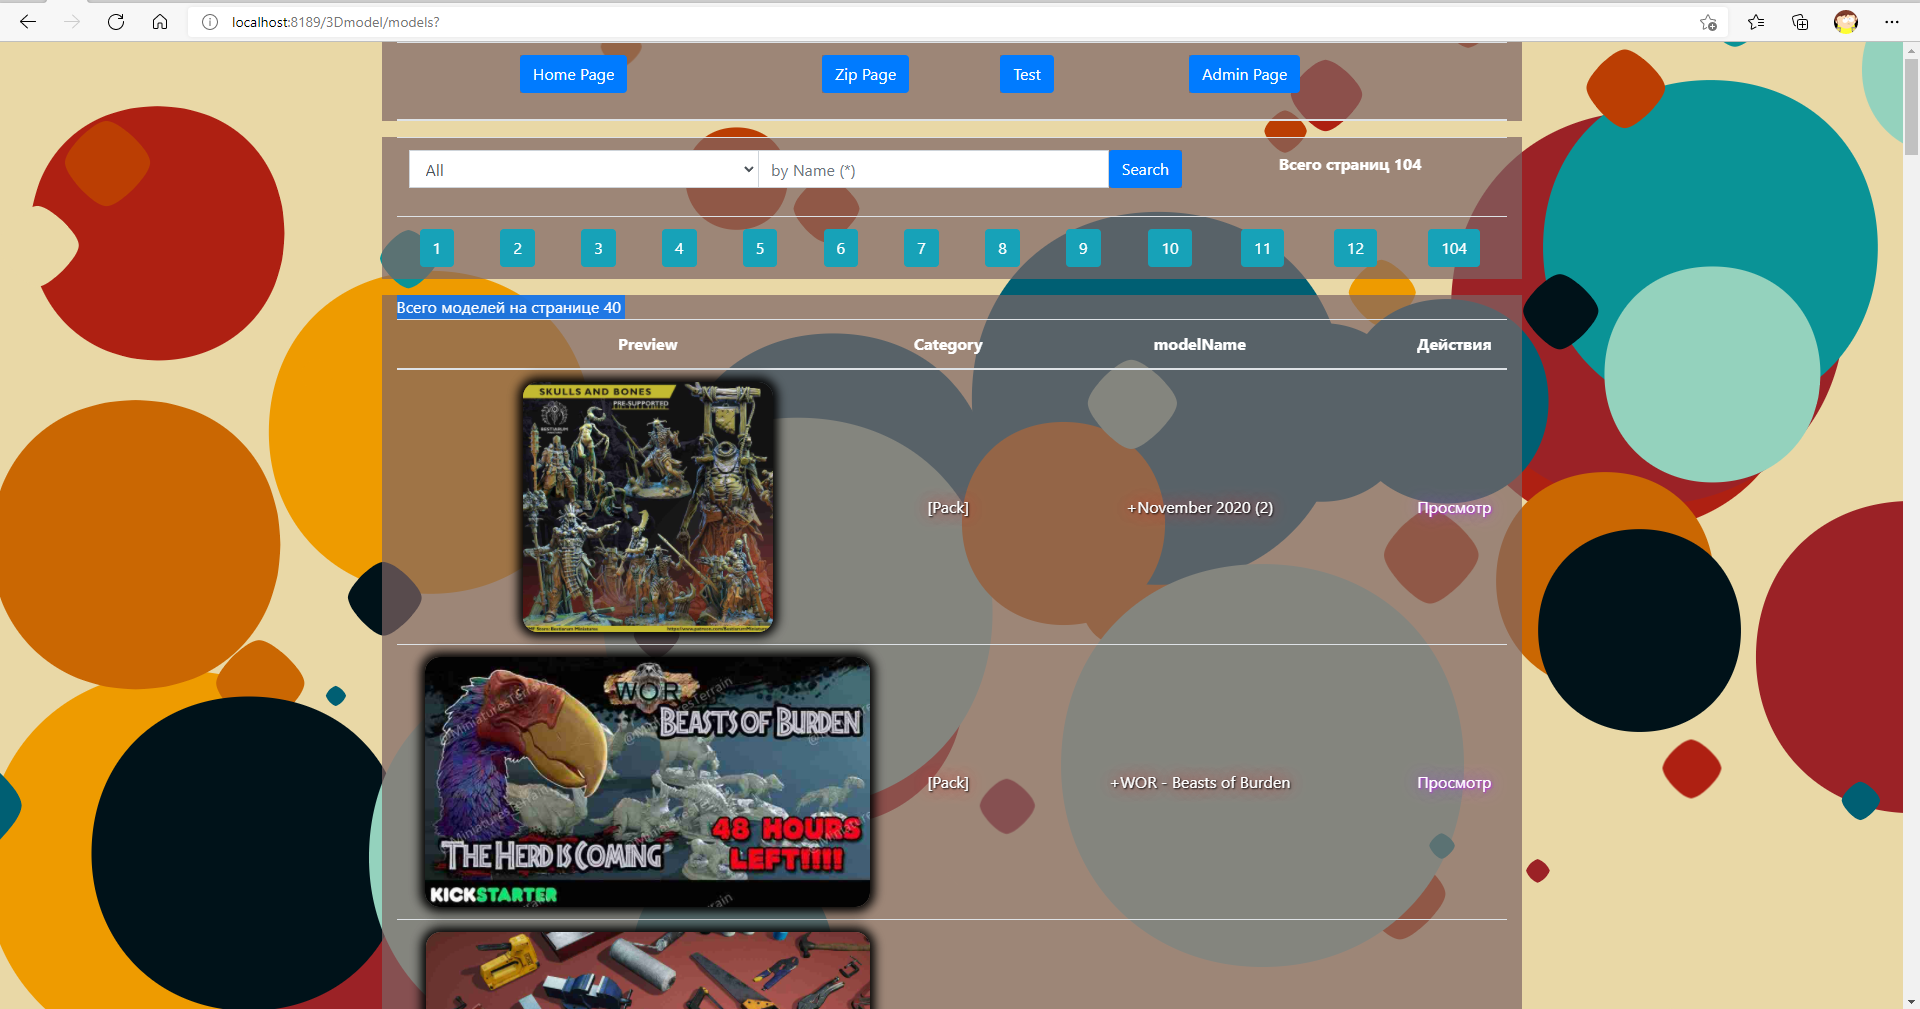 localhost:8189/3Dmodel/models?
Home Page Zip Page Test Admin Page
All by Name (*) Search Всего страниц 104
1 2 3 4 5 6 7 8 9 10 11 12 104
Всего моделей на странице 40
Preview Category modelName Действия
SKULLS AND BONES
PRE-SUPPORTED
[Pack] +November 2020 (2) Просмотр
WOR
BEASTS OF BURDEN
[Pack] +WOR - Beasts of Burden Просмотр
48 HOURS
LEFT!!!!
THE HERD IS COMING
KICKSTARTER